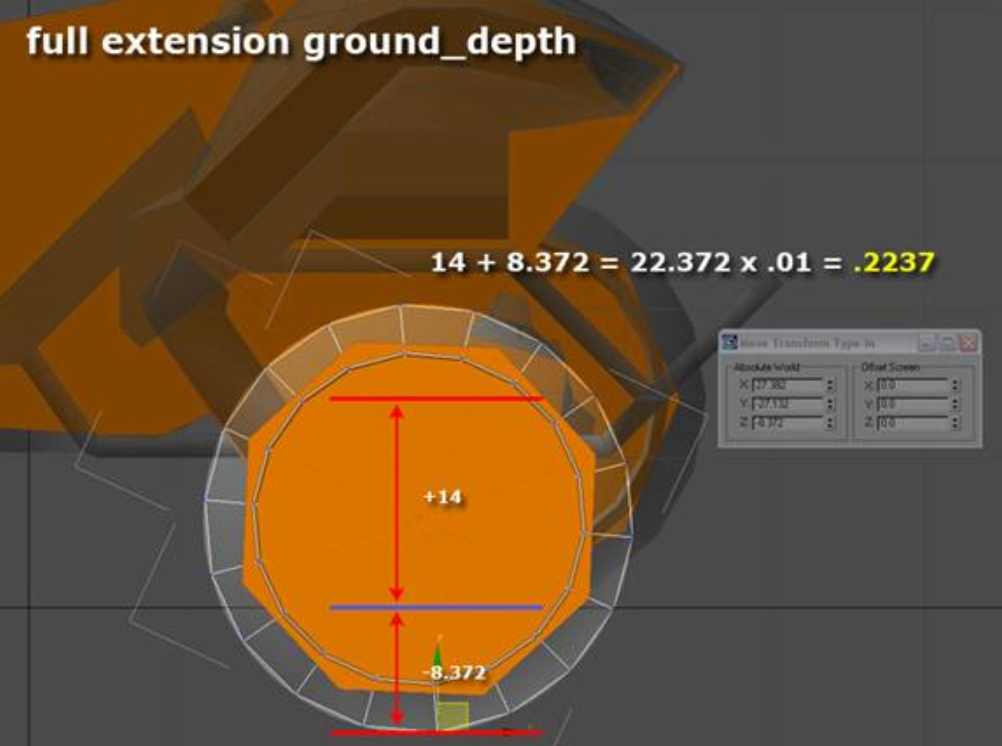 full extension ground_depth
14 + 8.372 = 22.372 x .01 = .2237
Move Transform Type-In
Absolute:World
Offset:Screen
X: 27.382
X: 0.0
Y: -27.132
Y: 0.0
Z: -8.372
Z: 0.0
+14
-8.372